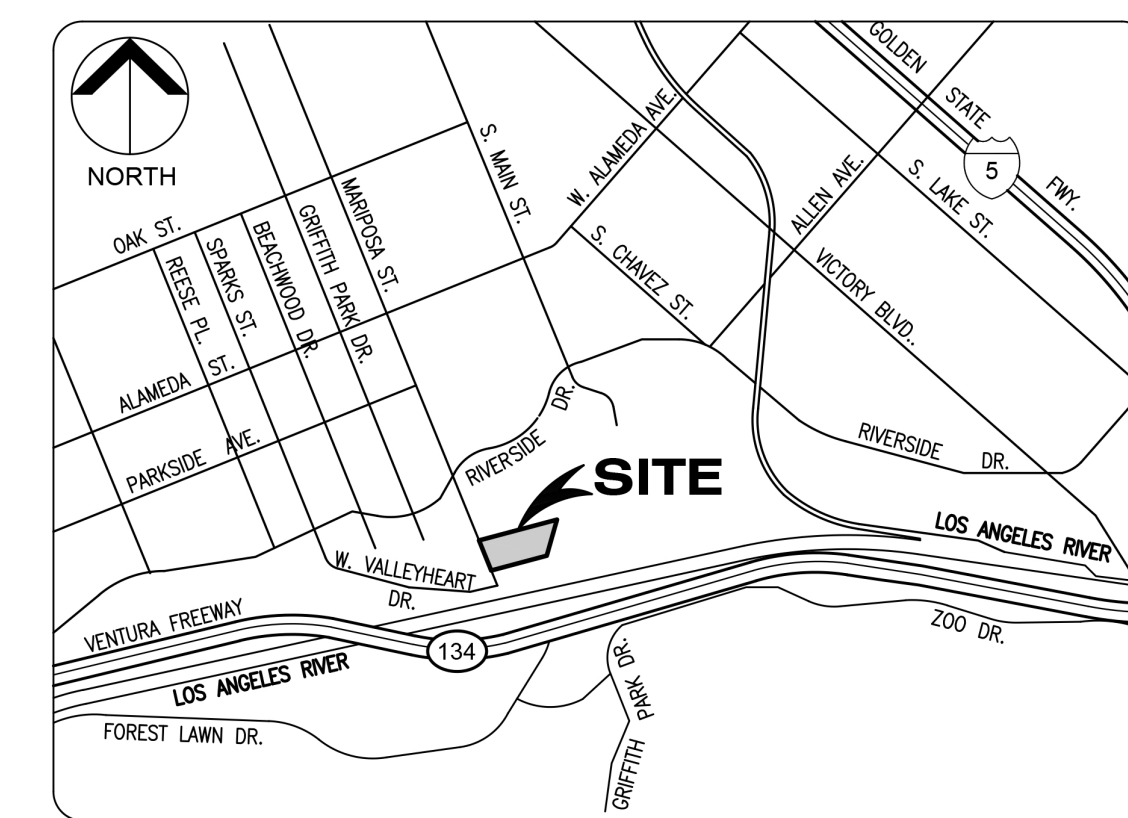 NORTH
OAK ST.
REESE PL.
SPARKS ST.
BEACHWOOD DR.
GRIFFITH PARK DR.
MARIPOSA ST.
S. MAIN ST.
W. ALAMEDA AVE.
S. CHAVEZ ST.
ALLEN AVE.
VICTORY BLVD..
S. LAKE ST.
GOLDEN STATE FWY.
5
ALAMEDA ST.
PARKSIDE AVE.
RIVERSIDE DR.
SITE
RIVERSIDE DR.
LOS ANGELES RIVER
W. VALLEYHEART
DR.
VENTURA FREEWAY
134
LOS ANGELES RIVER
FOREST LAWN DR.
GRIFFITH PARK DR.
ZOO DR.